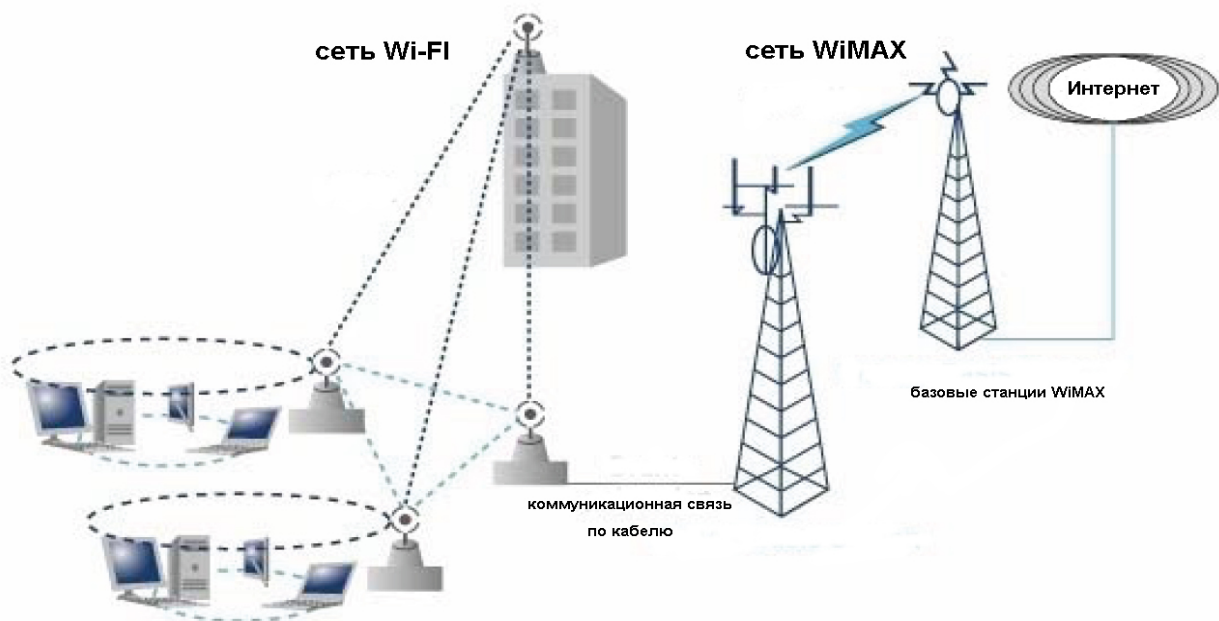 сеть Wi-FI
сеть WiMAX
Интернет
базовые станции WiMAX
коммуникационная связь
по кабелю